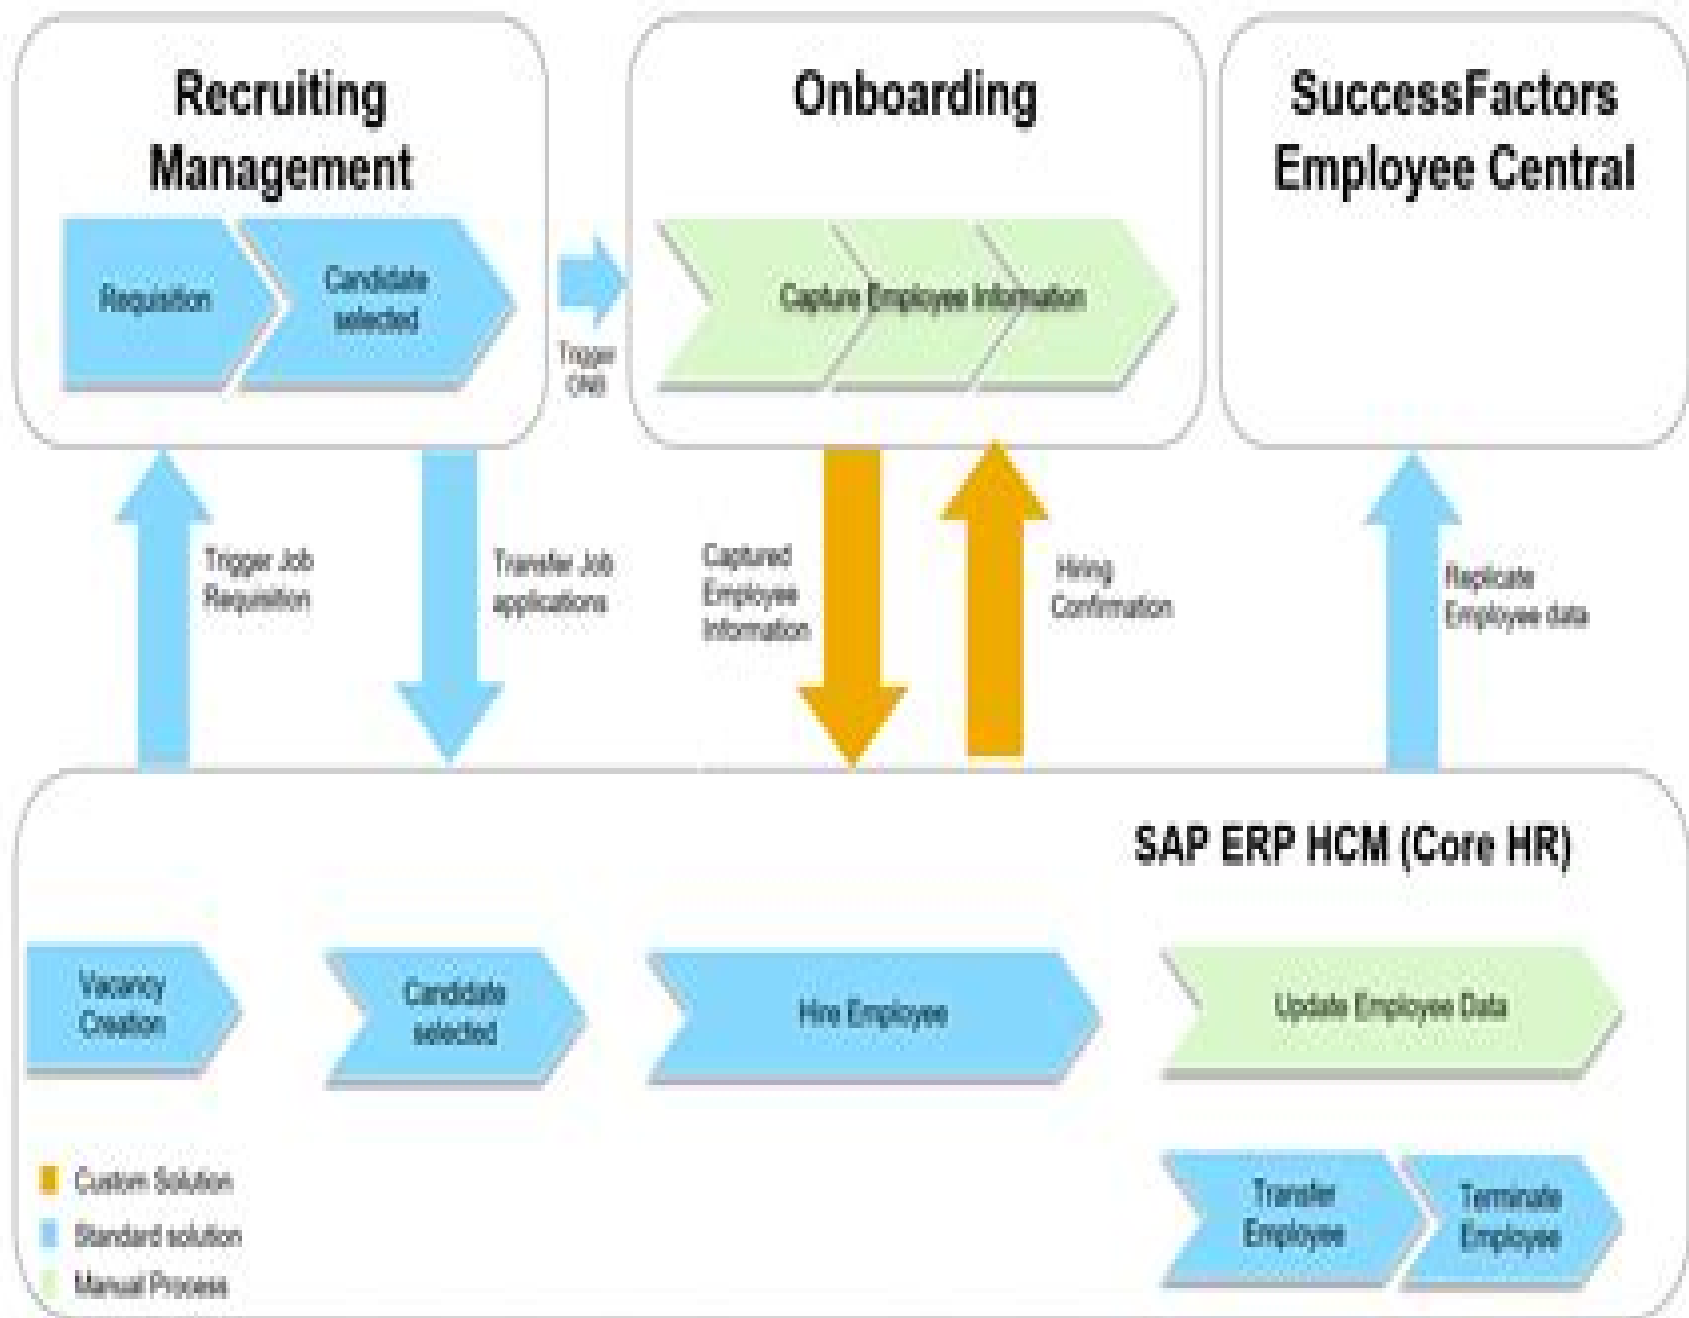 Recruiting
Management
Requisition
Candidate
selected
Trigger
ONB
Onboarding
Capture Employee Information
SuccessFactors
Employee Central
Trigger Job
Requisition
Transfer Job
applications
Captured
Employee
Information
Hiring
Confirmation
Replicate
Employee data
SAP ERP HCM (Core HR)
Vacancy
Creation
Candidate
selected
Hire Employee
Update Employee Data
Transfer
Employee
Terminate
Employee
Custom Solution
Standard solution
Manual Process